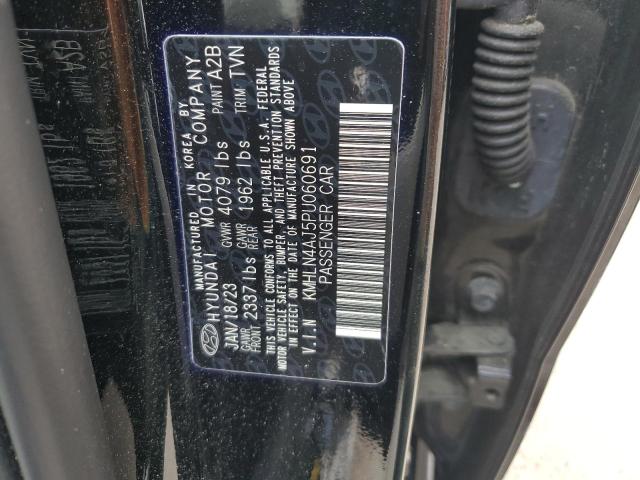 MANUFACTURED IN KOREA BY
HYUNDAI MOTOR COMPANY
JAN/18/23 GVWR 4079 lbs PAINT A2B
GAWR FRONT 2337 lbs GAWR REAR 1962 lbs TRIM TVN
THIS VEHICLE CONFORMS TO ALL APPLICABLE U.S.A. FEDERAL
MOTOR VEHICLE SAFETY, BUMPER, AND THEFT PREVENTION STANDARDS
IN EFFECT ON THE DATE OF MANUFACTURE SHOWN ABOVE
V.I.N KMHLN4AJ5PU060691
PASSENGER CAR